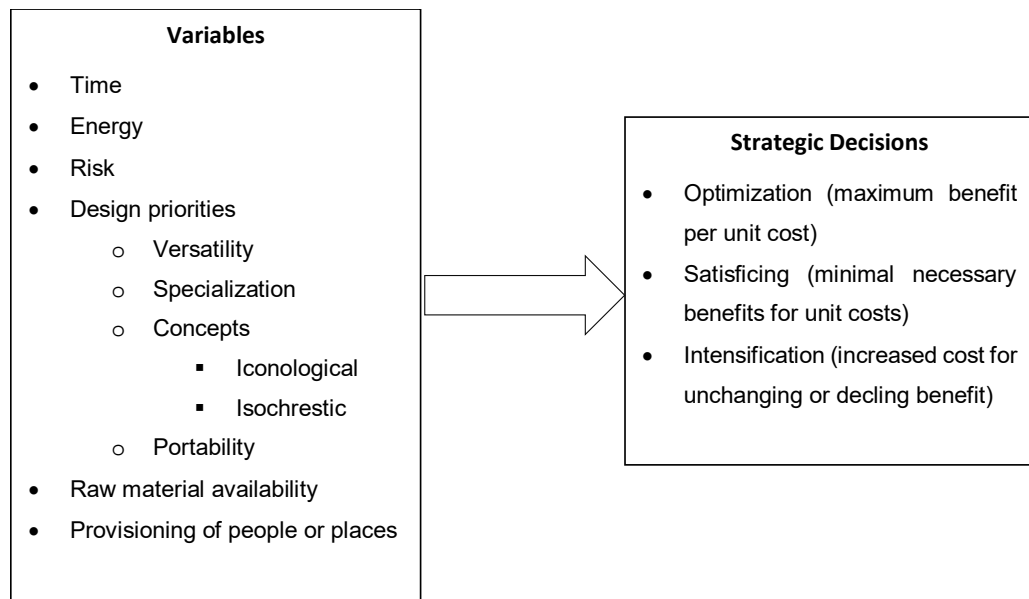 Variables
• Time
• Energy
• Risk
• Design priorities
o Versatility
o Specialization
o Concepts
▪ Iconological
▪ Isochrestic
o Portability
• Raw material availability
• Provisioning of people or places
Strategic Decisions
• Optimization (maximum benefit
per unit cost)
• Satisficing (minimal necessary
benefits for unit costs)
• Intensification (increased cost for
unchanging or decling benefit)